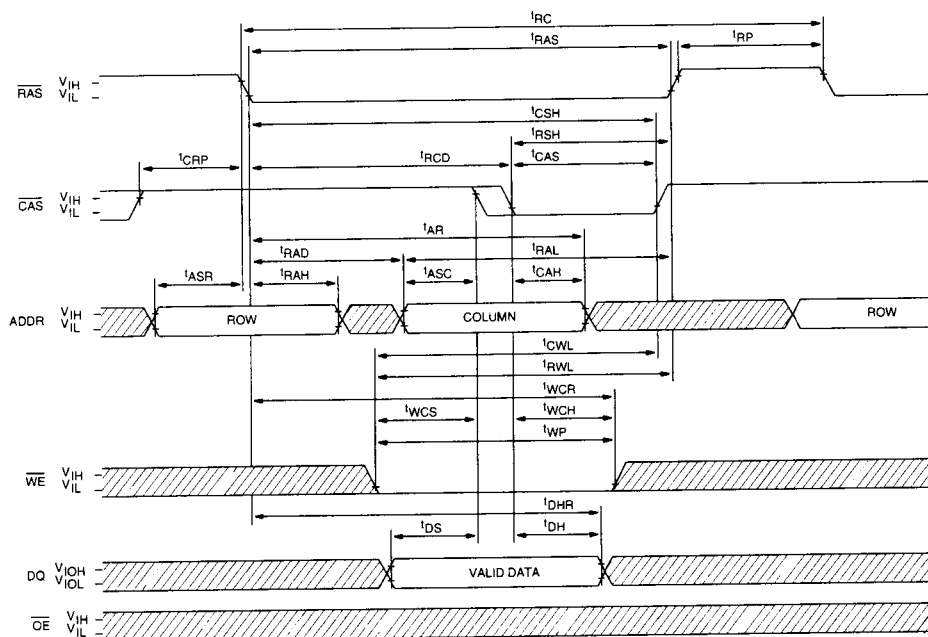 tRC
tRAS
tRP
RAS VIH
VIL
tCSH
tRSH
tCRP tRCD tCAS
CAS VIH
VIL
tAR
tRAD tRAL
tASR tRAH tASC tCAH
ADDR VIH
VIL
ROW COLUMN ROW
tCWL
tRWL
tWCR
tWCS tWCH
tWP
WE VIH
VIL
tDHR
tDS tDH
DQ VIOH
VIOL
VALID DATA
OE VIH
VIL